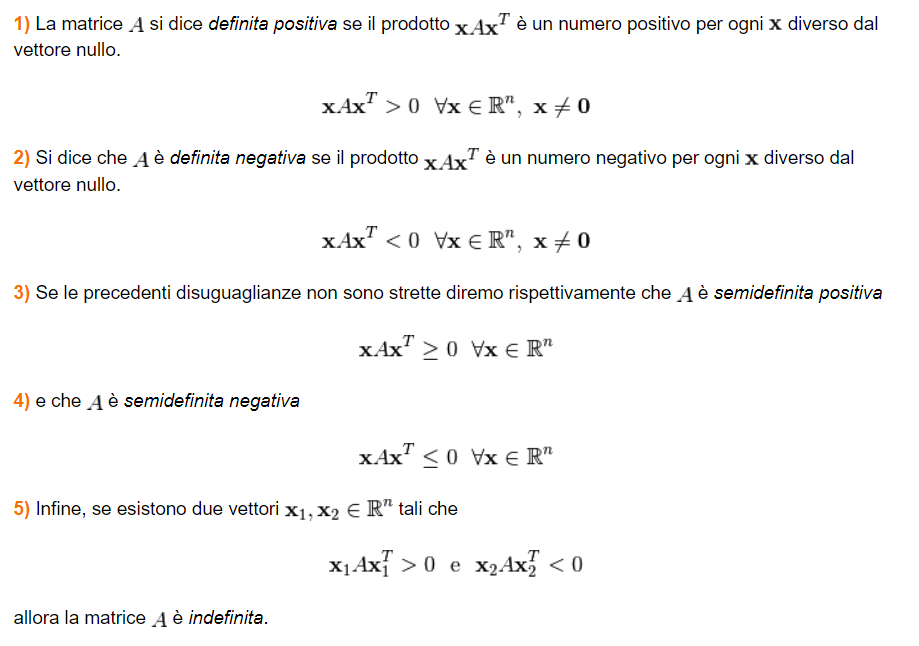 1) La matrice A si dice definita positiva se il prodotto xAx^T è un numero positivo per ogni x diverso dal
vettore nullo.
xAx^T > 0 ∀x ∈ ℝ^n, x ≠ 0
2) Si dice che A è definita negativa se il prodotto xAx^T è un numero negativo per ogni x diverso dal
vettore nullo.
xAx^T < 0 ∀x ∈ ℝ^n, x ≠ 0
3) Se le precedenti disuguaglianze non sono strette diremo rispettivamente che A è semidefinita positiva
xAx^T ≥ 0 ∀x ∈ ℝ^n
4) e che A è semidefinita negativa
xAx^T ≤ 0 ∀x ∈ ℝ^n
5) Infine, se esistono due vettori x_1, x_2 ∈ ℝ^n tali che
x_1Ax_1^T > 0 e x_2Ax_2^T < 0
allora la matrice A è indefinita.